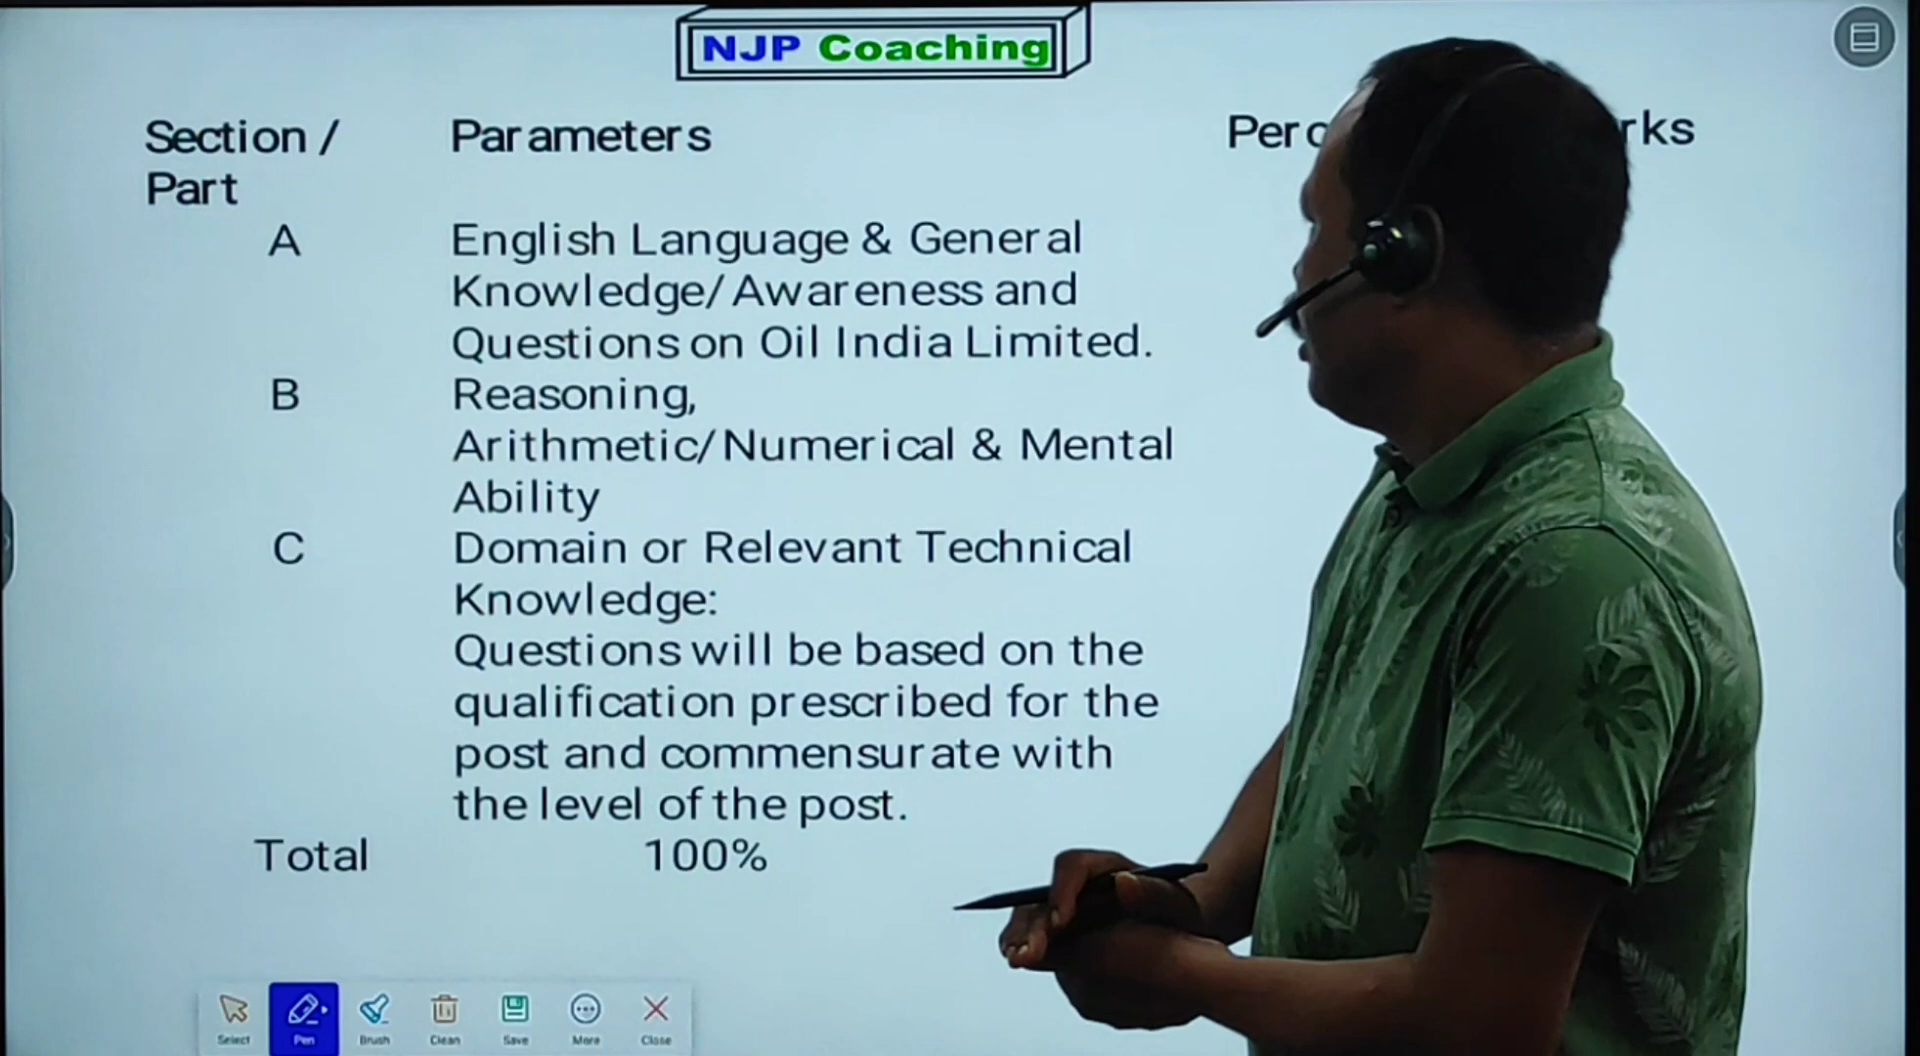 NJP Coaching
Section / Parameters
Part
A English Language & General
Knowledge/Awareness and
Questions on Oil India Limited.
B Reasoning,
Arithmetic/Numerical & Mental
Ability
C Domain or Relevant Technical
Knowledge:
Questions will be based on the
qualification prescribed for the
post and commensurate with
the level of the post.
Total 100%
Select Pen Brush Clean Save More Close